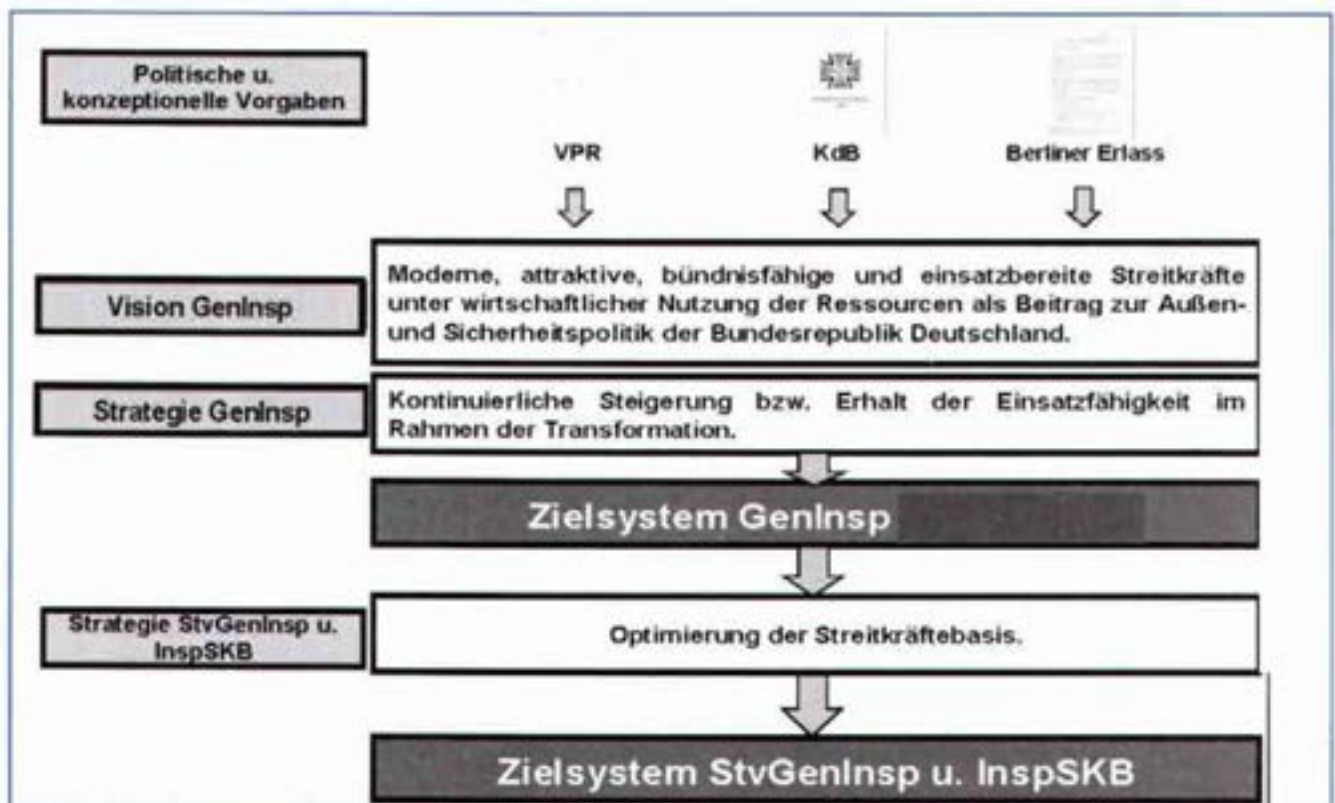 Politische u.
konzeptionelle Vorgaben
VPR
KdB
Berliner Erlass
Vision GenInsp
Moderne, attraktive, bündnisfähige und einsatzbereite Streitkräfte
unter wirtschaftlicher Nutzung der Ressourcen als Beitrag zur Außen-
und Sicherheitspolitik der Bundesrepublik Deutschland.
Strategie GenInsp
Kontinuierliche Steigerung bzw. Erhalt der Einsatzfähigkeit im
Rahmen der Transformation.
Zielsystem GenInsp
Strategie StvGenInsp u.
InspSKB
Optimierung der Streitkräftebasis.
Zielsystem StvGenInsp u. InspSKB